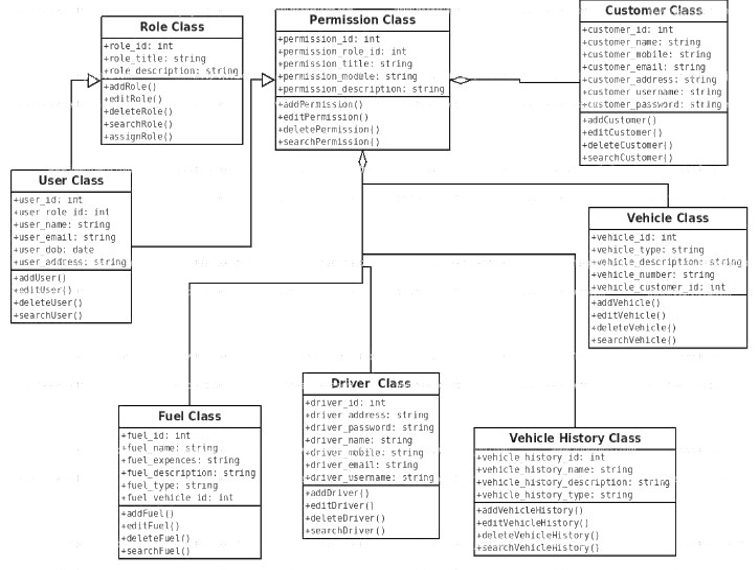 Role Class
+role_id: int
+role_title: string
+role_description: string
+addRole()
+editRole()
+deleteRole()
+searchRole()
+assignRole()
Permission Class
+permission_id: int
+permission_role_id: int
+permission_title: string
+permission_module: string
+permission_description: string
+addPermission()
+editPermission()
+deletePermission()
+searchPermission()
Customer Class
+customer_id: int
+customer_name: string
+customer_mobile: string
+customer_email: string
+customer_address: string
+customer_username: string
+customer_password: string
+addCustomer()
+editCustomer()
+deleteCustomer()
+searchCustomer()
User Class
+user_id: int
+user_role_id: int
+user_name: string
+user_email: string
+user_dob: date
+user_address: string
+addUser()
+editUser()
+deleteUser()
+searchUser()
Vehicle Class
+vehicle_id: int
+vehicle_type: string
+vehicle_description: string
+vehicle_number: string
+vehicle_customer_id: int
+addVehicle()
+editVehicle()
+deleteVehicle()
+searchVehicle()
Fuel Class
+fuel_id: int
+fuel_name: string
+fuel_expences: string
+fuel_description: string
+fuel_type: string
+fuel_vehicle_id: int
+addFuel()
+editFuel()
+deleteFuel()
+searchFuel()
Driver Class
+driver_id: int
+driver_address: string
+driver_password: string
+driver_name: string
+driver_mobile: string
+driver_email: string
+driver_username: string
+addDriver()
+editDriver()
+deleteDriver()
+searchDriver()
Vehicle History Class
+vehicle_history_id: int
+vehicle_history_name: string
+vehicle_history_description: string
+vehicle_history_type: string
+addVehicleHistory()
+editVehicleHistory()
+deleteVehicleHistory()
+searchVehicleHistory()